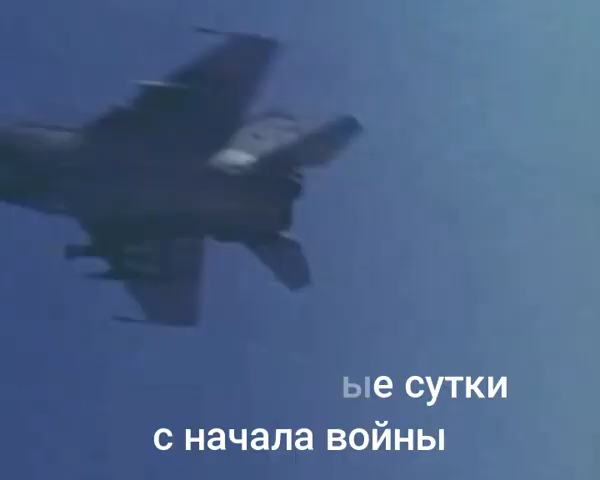 ые сутки
с начала войны